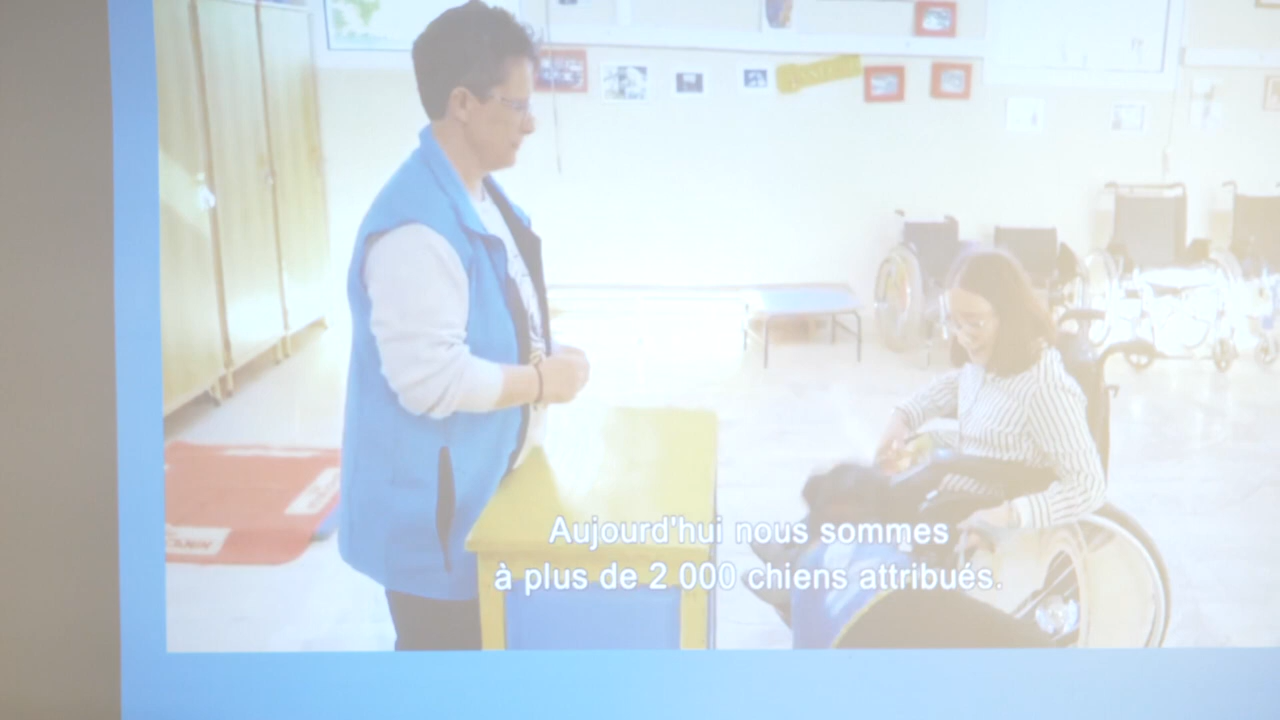 Aujourd'hui nous sommes
à plus de 2 000 chiens attribués.